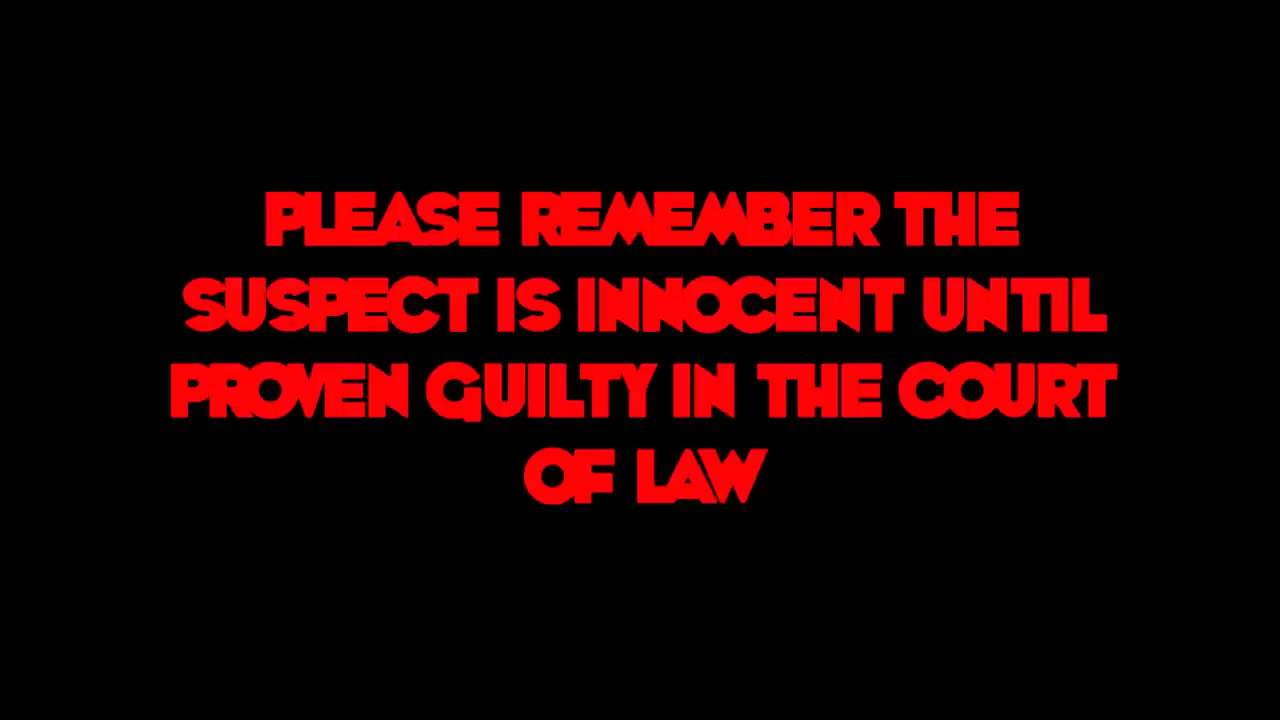 PLEASE REMEMBER THE
SUSPECT IS INNOCENT UNTIL
PROVEN GUILTY IN THE COURT
OF LAW